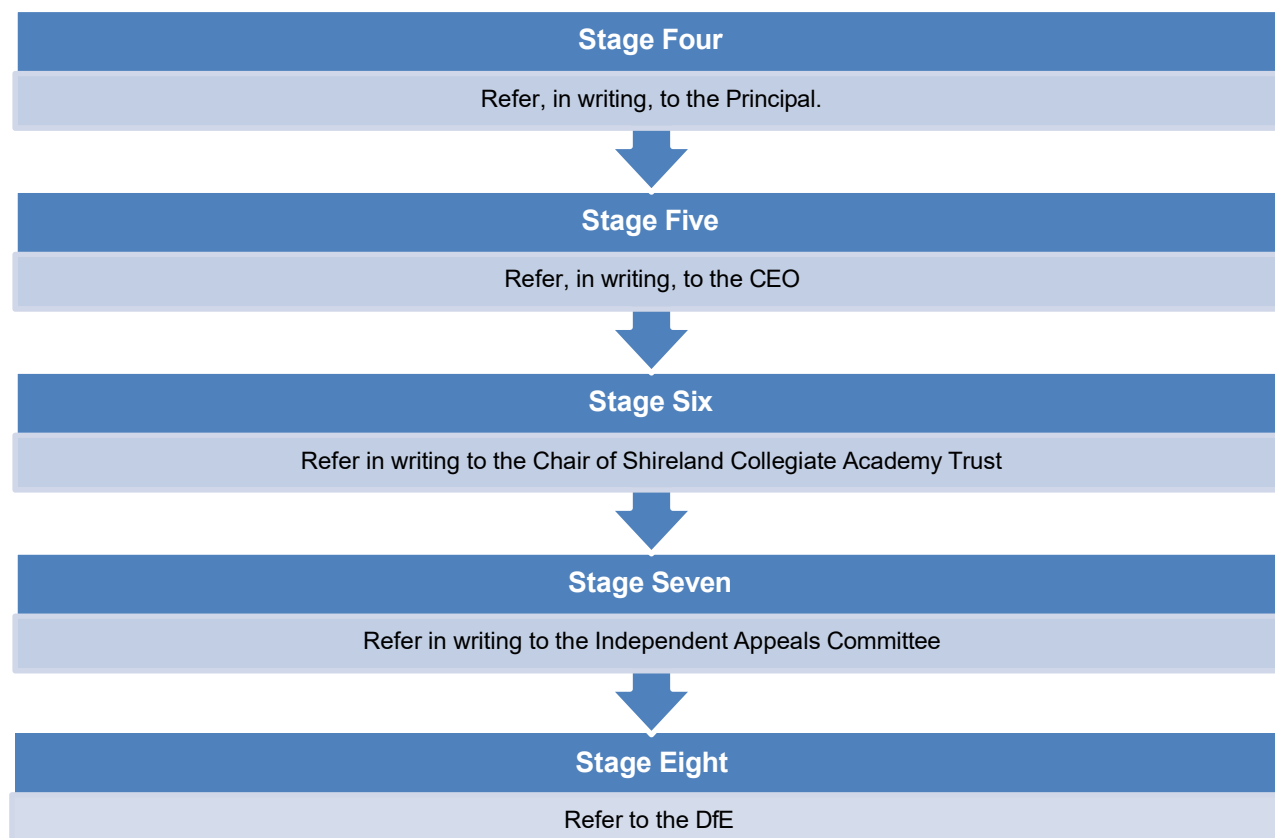 Stage Four
Refer, in writing, to the Principal.
Stage Five
Refer, in writing, to the CEO
Stage Six
Refer in writing to the Chair of Shireland Collegiate Academy Trust
Stage Seven
Refer in writing to the Independent Appeals Committee
Stage Eight
Refer to the DfE